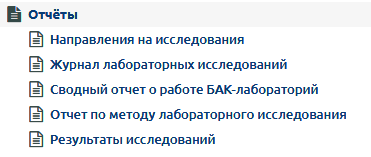 Отчёты
Направления на исследования
Журнал лабораторных исследований
Сводный отчет о работе БАК-лабораторий
Отчет по методу лабораторного исследования
Результаты исследований